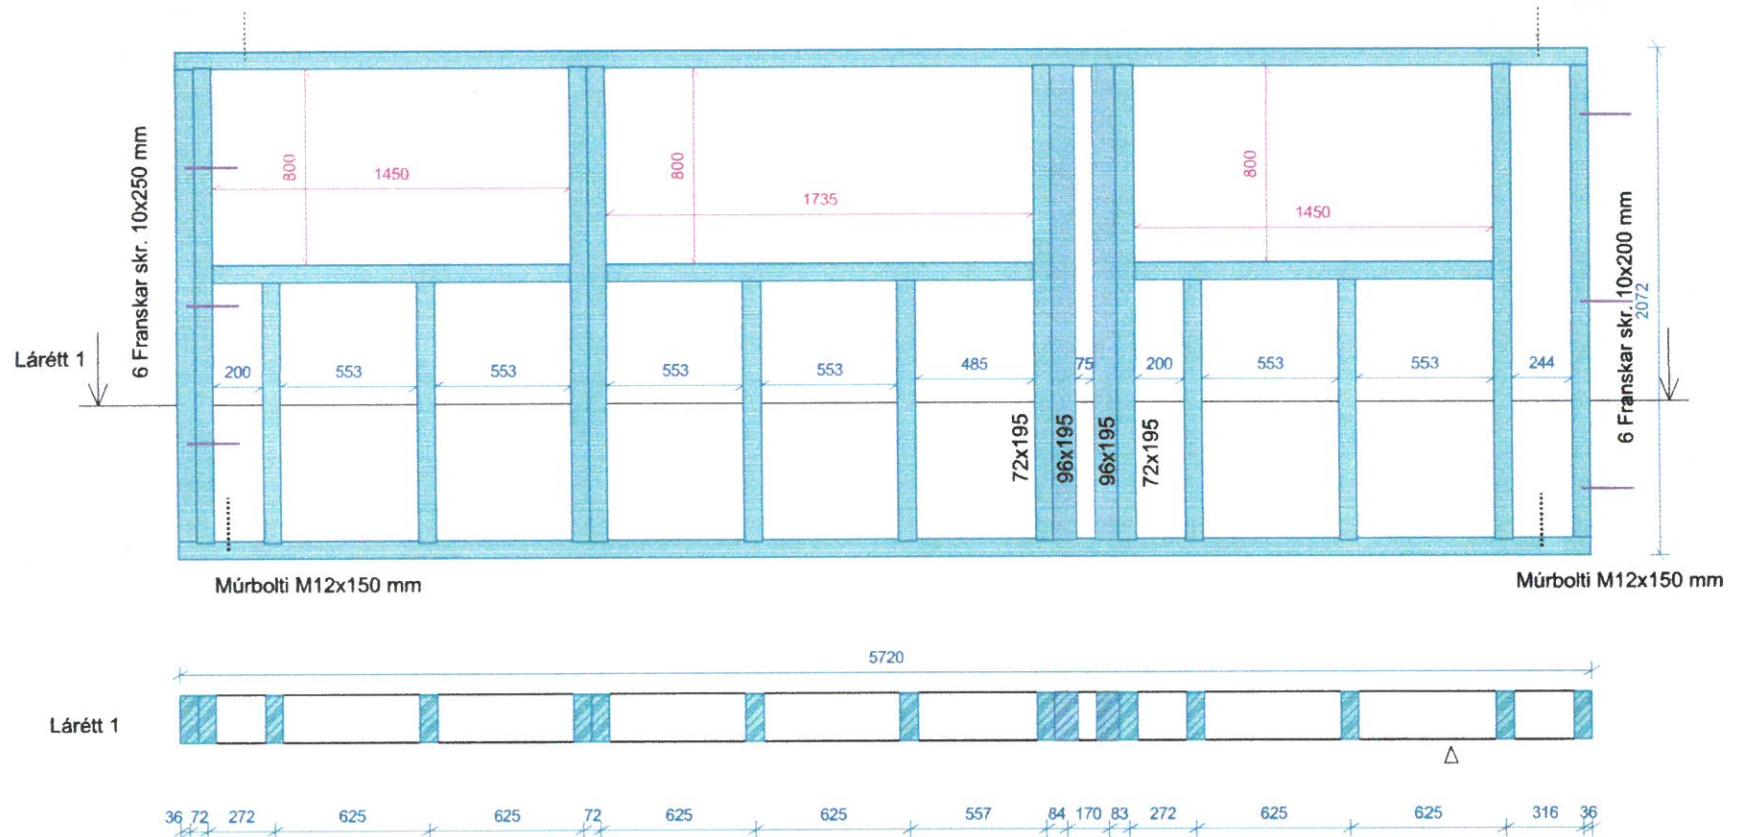 6 Franskar skr. 10x250 mm
800
1450
800
1735
800
1450
6 Franskar skr. 10x200 mm
2072
Lárétt 1
200
553
553
553
553
485
75
200
553
553
244
72x195
96x195
96x195
72x195
Múrbolti M12x150 mm
Múrbolti M12x150 mm
5720
Lárétt 1
36 72 272 625 625 72 625 625 557 84 170 83 272 625 625 316 36